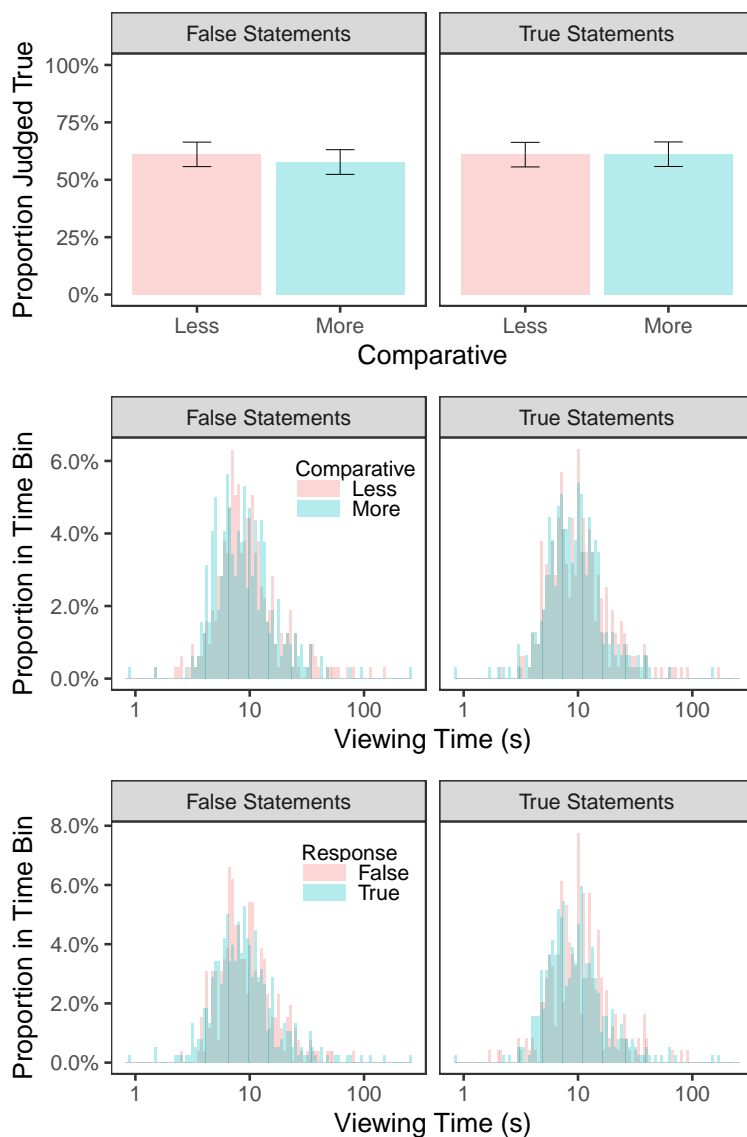 False Statements
True Statements
Proportion Judged True
100%
75%
50%
25%
0%
Less
More
Less
More
Comparative
False Statements
True Statements
Proportion in Time Bin
6.0%
4.0%
2.0%
0.0%
Comparative
Less
More
1
10
100
1
10
100
Viewing Time (s)
False Statements
True Statements
Proportion in Time Bin
8.0%
6.0%
4.0%
2.0%
0.0%
Response
False
True
1
10
100
1
10
100
Viewing Time (s)